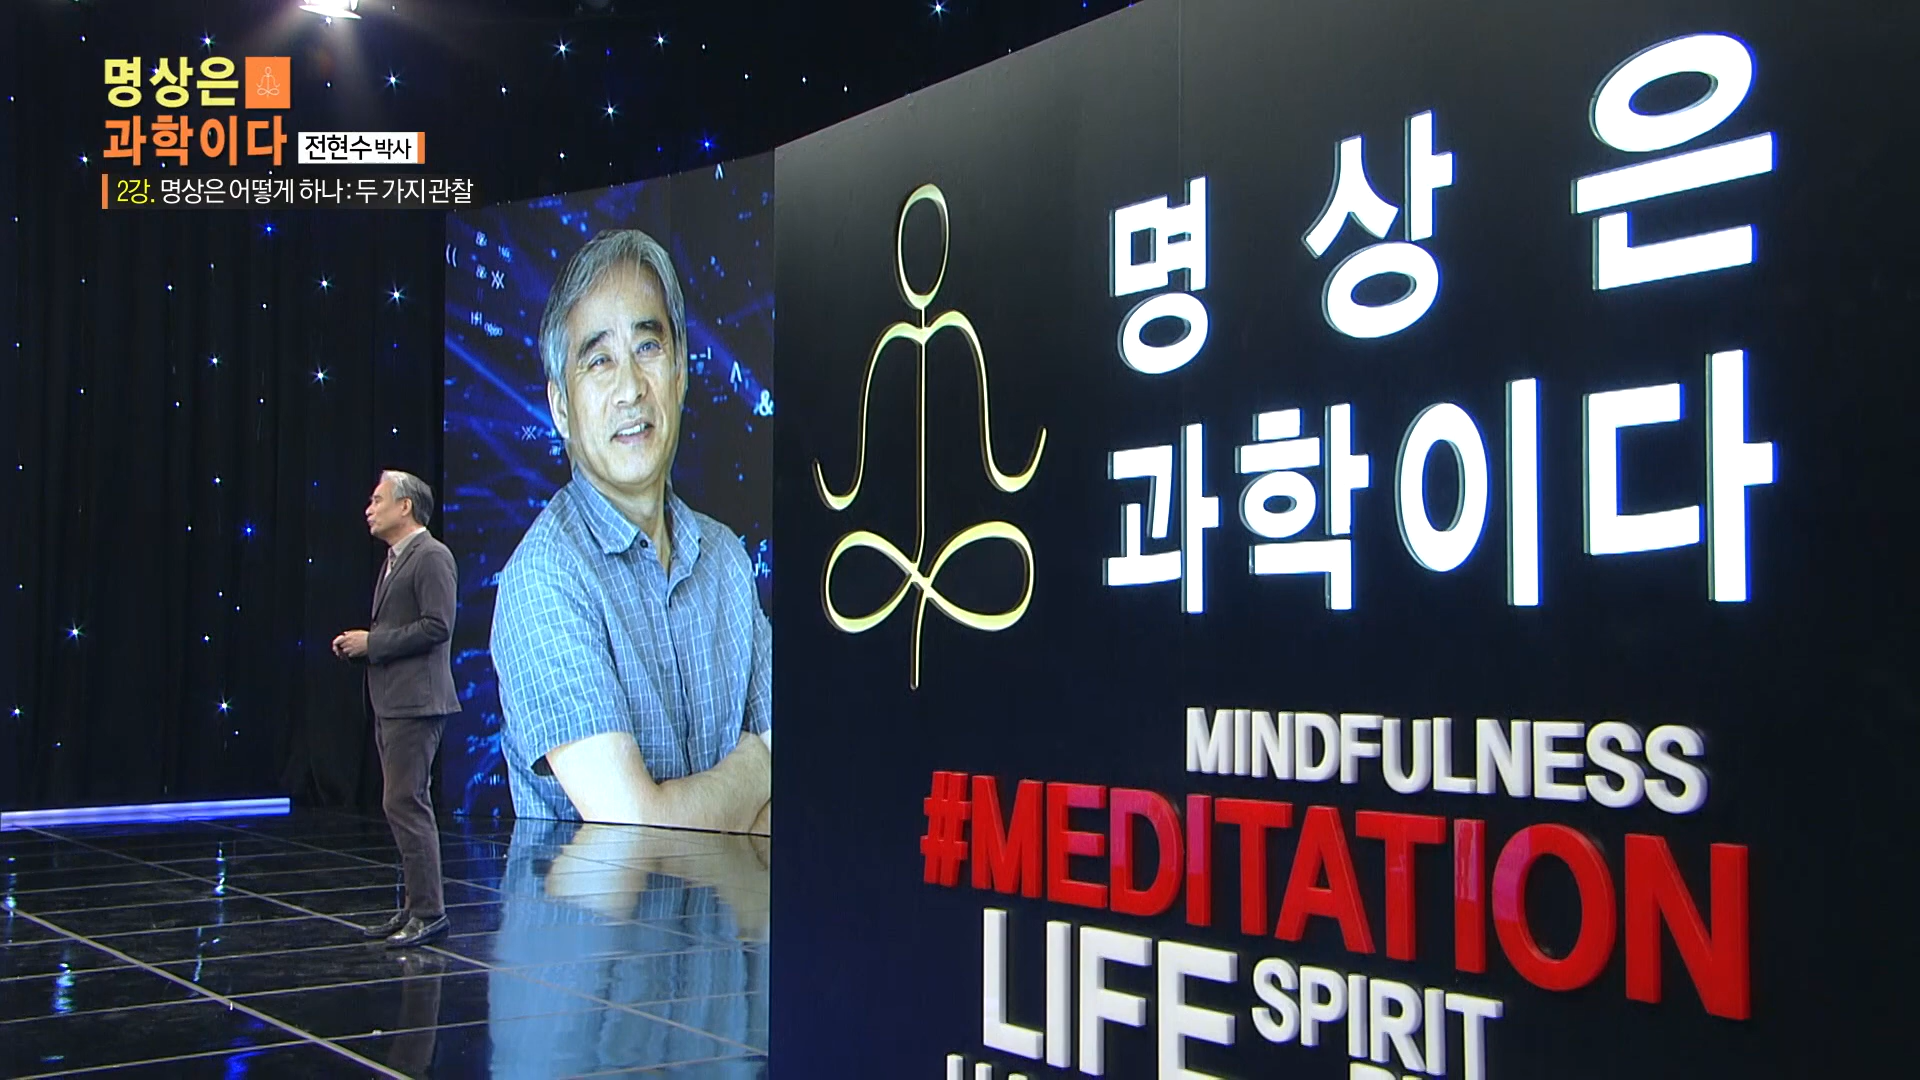 명상은
과학이다
전현수 박사
2강. 명상은 어떻게 하나 : 두 가지 관찰
명 상 은
과학이다
MINDFULNESS
#MEDITATION
LIFE
SPIRIT